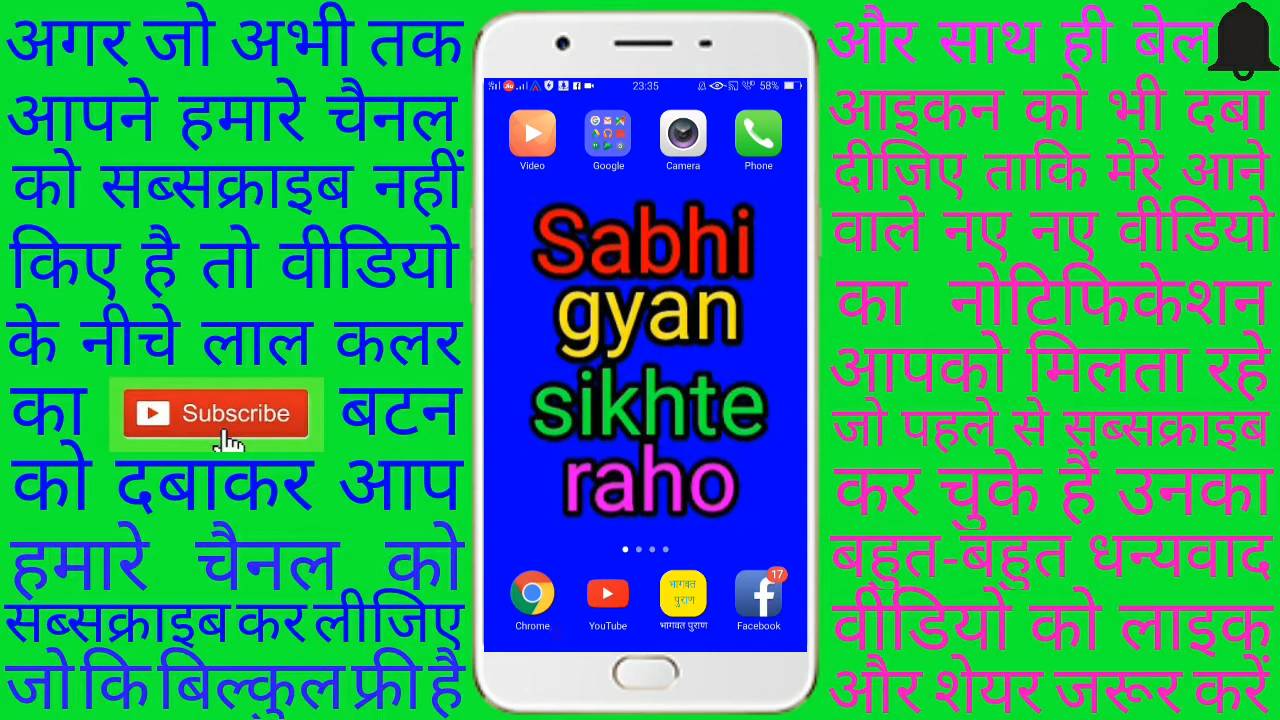 अगर जो अभी तक
आपने हमारे चैनल
को सब्सक्राइब नहीं
किए है तो वीडियो
के नीचे लाल कलर
का Subscribe बटन
को दबाकर आप
हमारे चैनल को
सब्सक्राइब कर लीजिए
जो कि बिल्कुल फ्री है
23:35 58%
Video Google Camera Phone
Sabhi
gyan
sikhte
raho
17
भागवत
पुराण
Chrome YouTube भागवत पुराण Facebook
और साथ ही बेल
आइकन को भी दबा
दीजिए ताकि मेरे आने
वाले नए नए वीडियो
का नोटिफिकेशन
आपको मिलता रहे
जो पहले से सब्सक्राइब
कर चुके हैं उनका
बहुत-बहुत धन्यवाद
वीडियो को लाइक
और शेयर जरूर करें